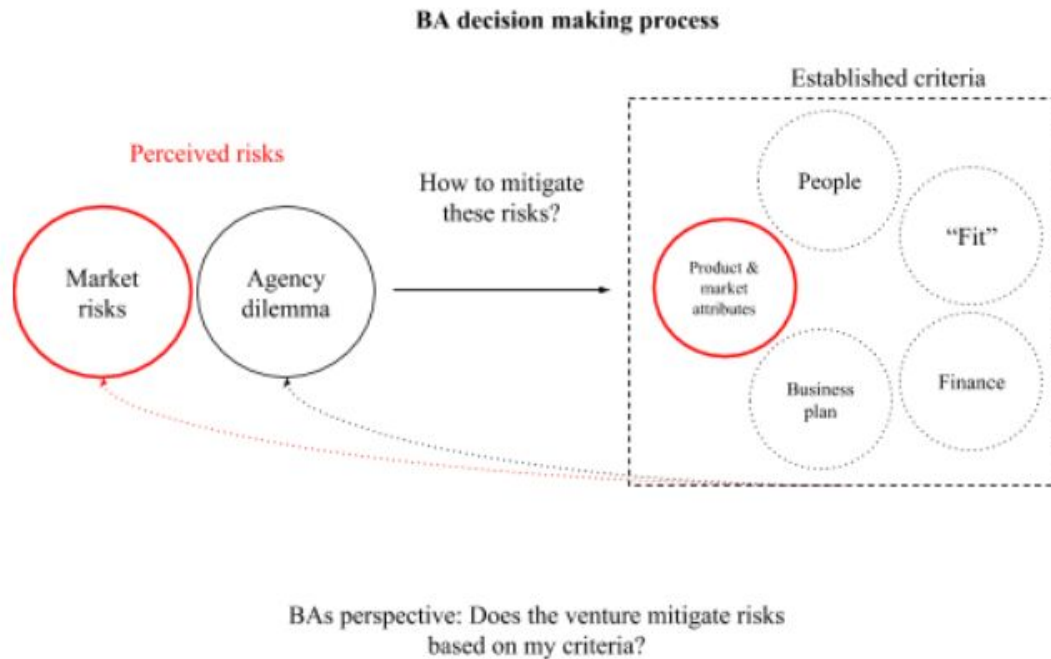 BA decision making process
Established criteria
Perceived risks
How to mitigate
these risks?
People
“Fit”
Market
risks
Agency
dilemma
Product &
market
attributes
Business
plan
Finance
BAs perspective: Does the venture mitigate risks
based on my criteria?